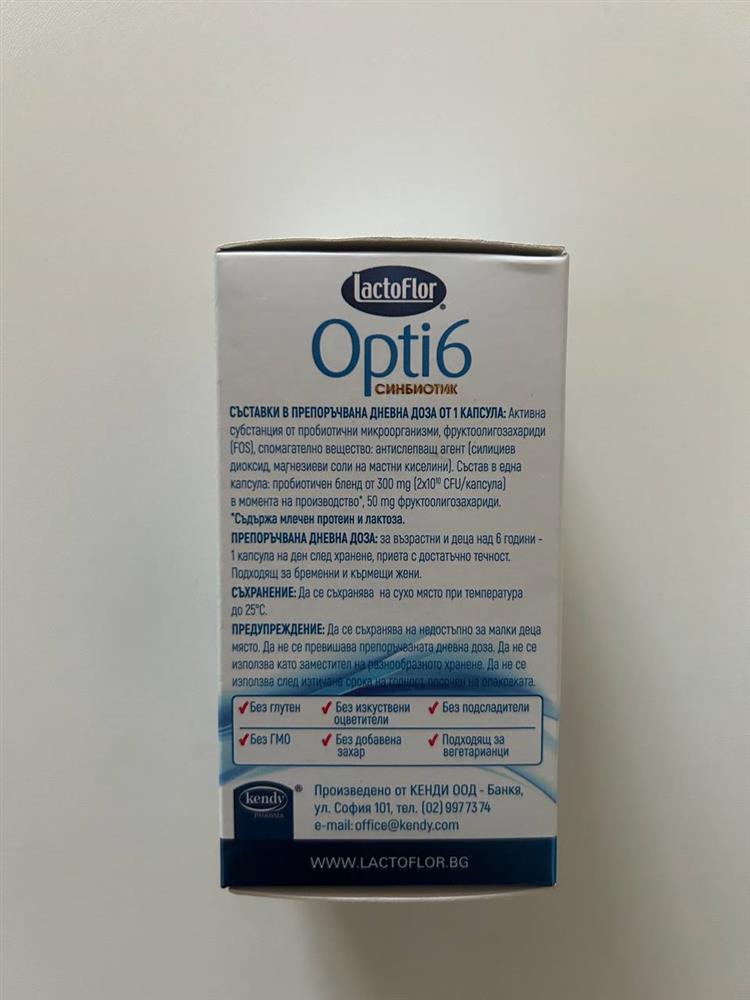 LactoFlor®
Opti6
СИНБИОТИК
СЪСТАВКИ В ПРЕПОРЪЧВАНА ДНЕВНА ДОЗА ОТ 1 КАПСУЛА: Активна
субстанция от пробиотични микроорганизми, фруктоолигозахариди
(FOS), спомагателно вещество: антислепващ агент (силициев
диоксид, магнезиеви соли на мастни киселини). Състав в една
капсула: пробиотичен бленд от 300 mg (2x10¹⁰ CFU/капсула)
в момента на производство*, 50 mg фруктоолигозахариди.
*Съдържа млечен протеин и лактоза.
ПРЕПОРЪЧВАНА ДНЕВНА ДОЗА: за възрастни и деца над 6 години -
1 капсула на ден след хранене, приета с достатъчно течност.
Подходящ за бременни и кърмещи жени.
СЪХРАНЕНИЕ: Да се съхранява на сухо място при температура
до 25°C.
ПРЕДУПРЕЖДЕНИЕ: Да се съхранява на недостъпно за малки деца
място. Да не се превишава препоръчваната дневна доза. Да не се
използва като заместител на разнообразното хранене. Да не се
използва след изтичане срока на годност, посочен на опаковката.
✓Без глутен ✓Без изкуствени оцветители ✓Без подсладители
✓Без ГМО ✓Без добавена захар ✓Подходящ за вегетарианци
kendy®
PHARMA
Произведено от КЕНДИ ООД - Банкя,
ул. София 101, тел. (02) 997 73 74
e-mail: office@kendy.com
WWW.LACTOFLOR.BG